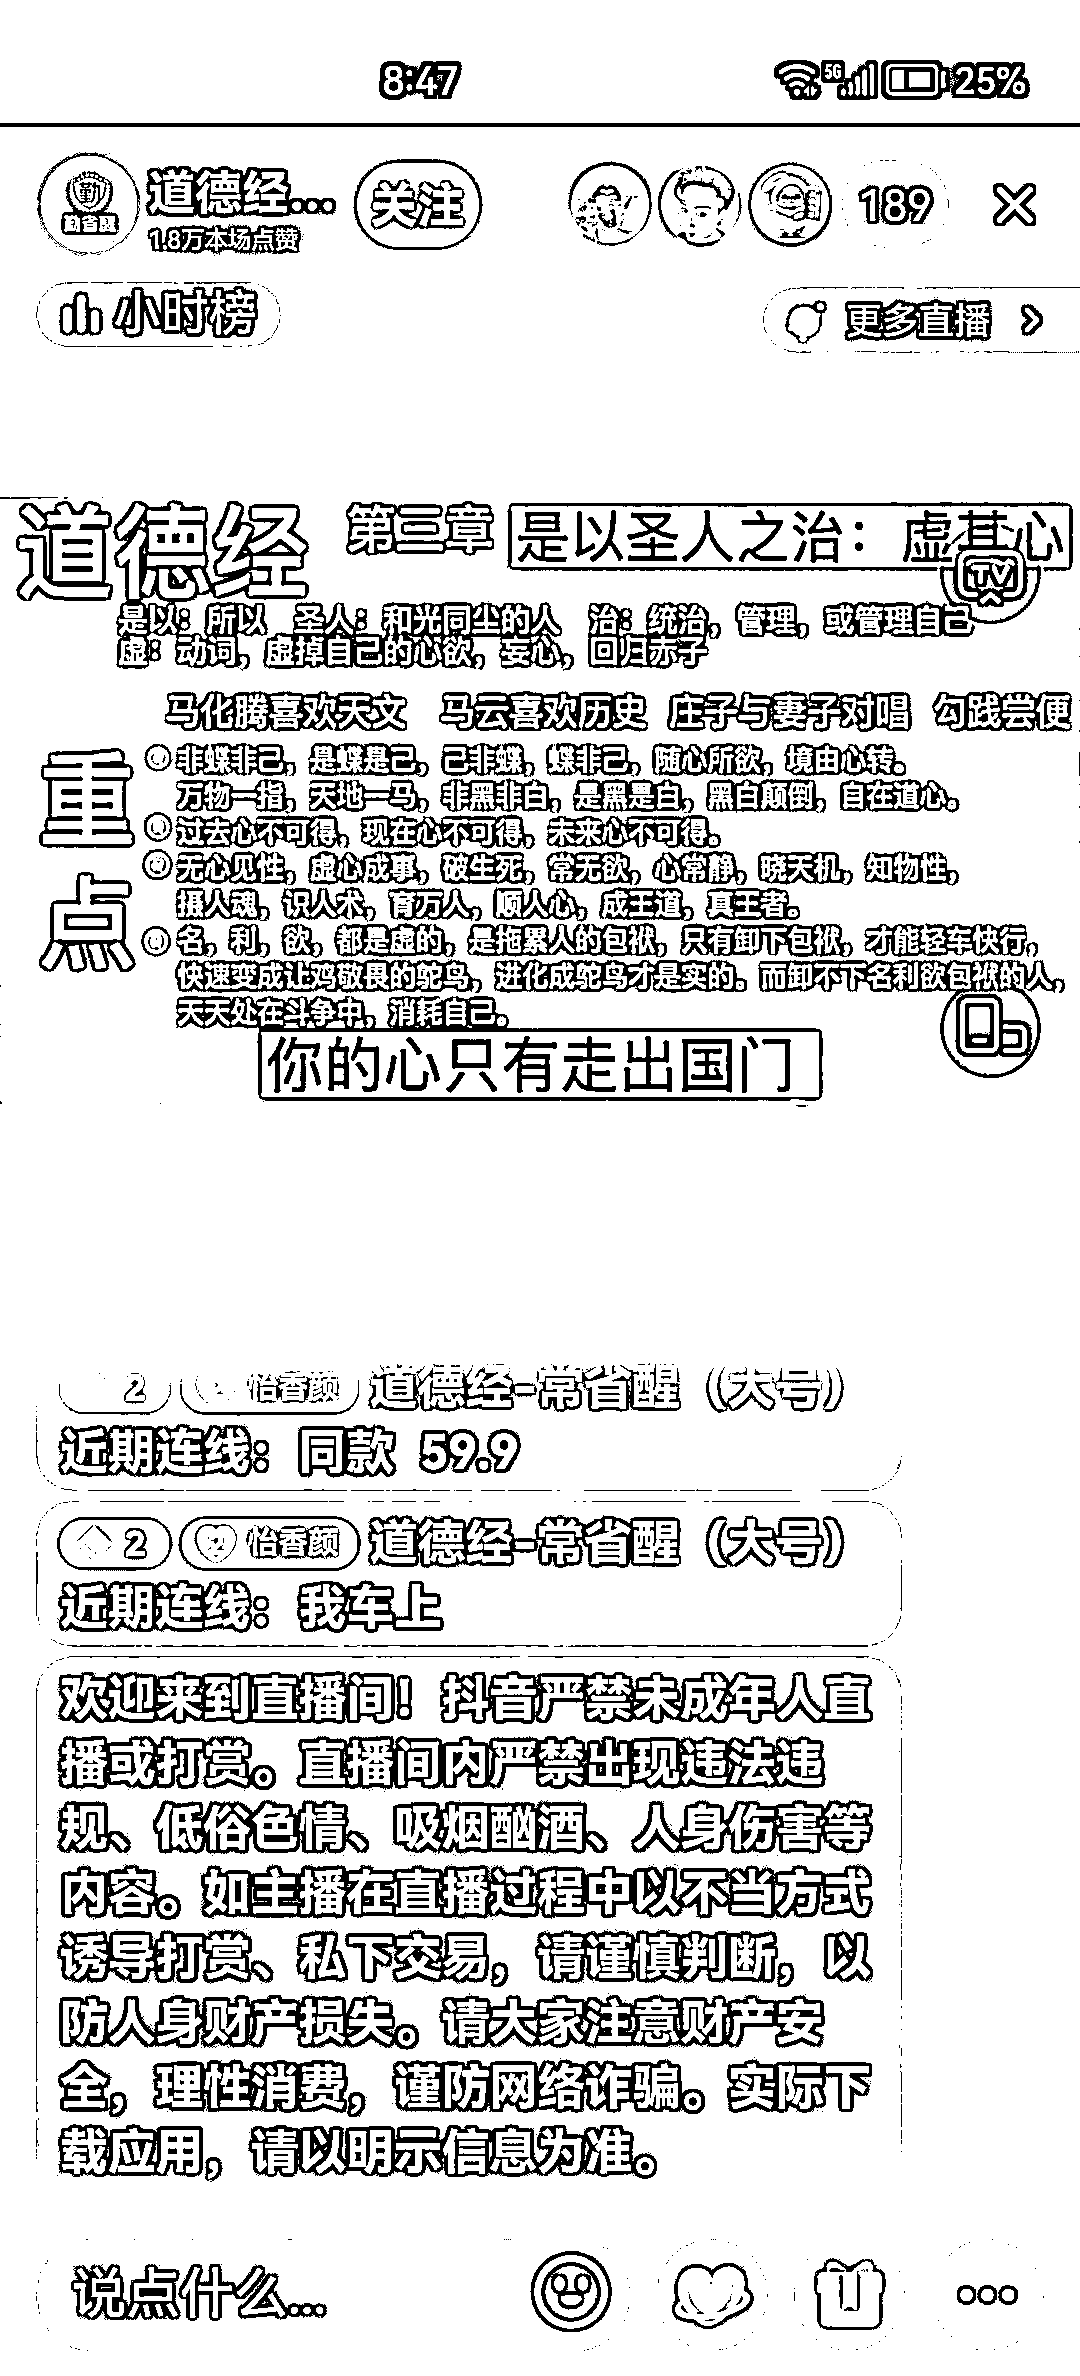 8:47
5G
25%
道德经...
1.8万本场点赞
关注
189
小时榜
更多直播
道德经 第三章 是以圣人之治：虚其心
TV
是以：所以 圣人：和光同尘的人 治：统治，管理，或管理自己
虚：动词，虚掉自己的心欲，妄心，回归赤子
马化腾喜欢天文 马云喜欢历史 庄子与妻子对唱 勾践尝便
重点
非蝶非己，是蝶是己，己非蝶，蝶非己，随心所欲，境由心转。
万物一指，天地一马，非黑非白，是黑是白，黑白颠倒，自在道心。
过去心不可得，现在心不可得，未来心不可得。
无心见性，虚心成事，破生死，常无欲，心常静，晓天机，知物性，
摄人魂，识人术，育万人，顺人心，成王道，真王者。
名，利，欲，都是虚的，是拖累人的包袱，只有卸下包袱，才能轻车快行，
快速变成让鸡敬畏的鸵鸟，进化成鸵鸟才是实的。而卸不下名利欲包袱的人，
天天处在斗争中，消耗自己。
你的心只有走出国门
2 怡香颜 道德经-常省醒（大号）
近期连线：同款 59.9
2 怡香颜 道德经-常省醒（大号）
近期连线：我车上
欢迎来到直播间！抖音严禁未成年人直
播或打赏。直播间内严禁出现违法违
规、低俗色情、吸烟酗酒、人身伤害等
内容。如主播在直播过程中以不当方式
诱导打赏、私下交易，请谨慎判断，以
防人身财产损失。请大家注意财产安
全，理性消费，谨防网络诈骗。实际下
载应用，请以明示信息为准。
说点什么...